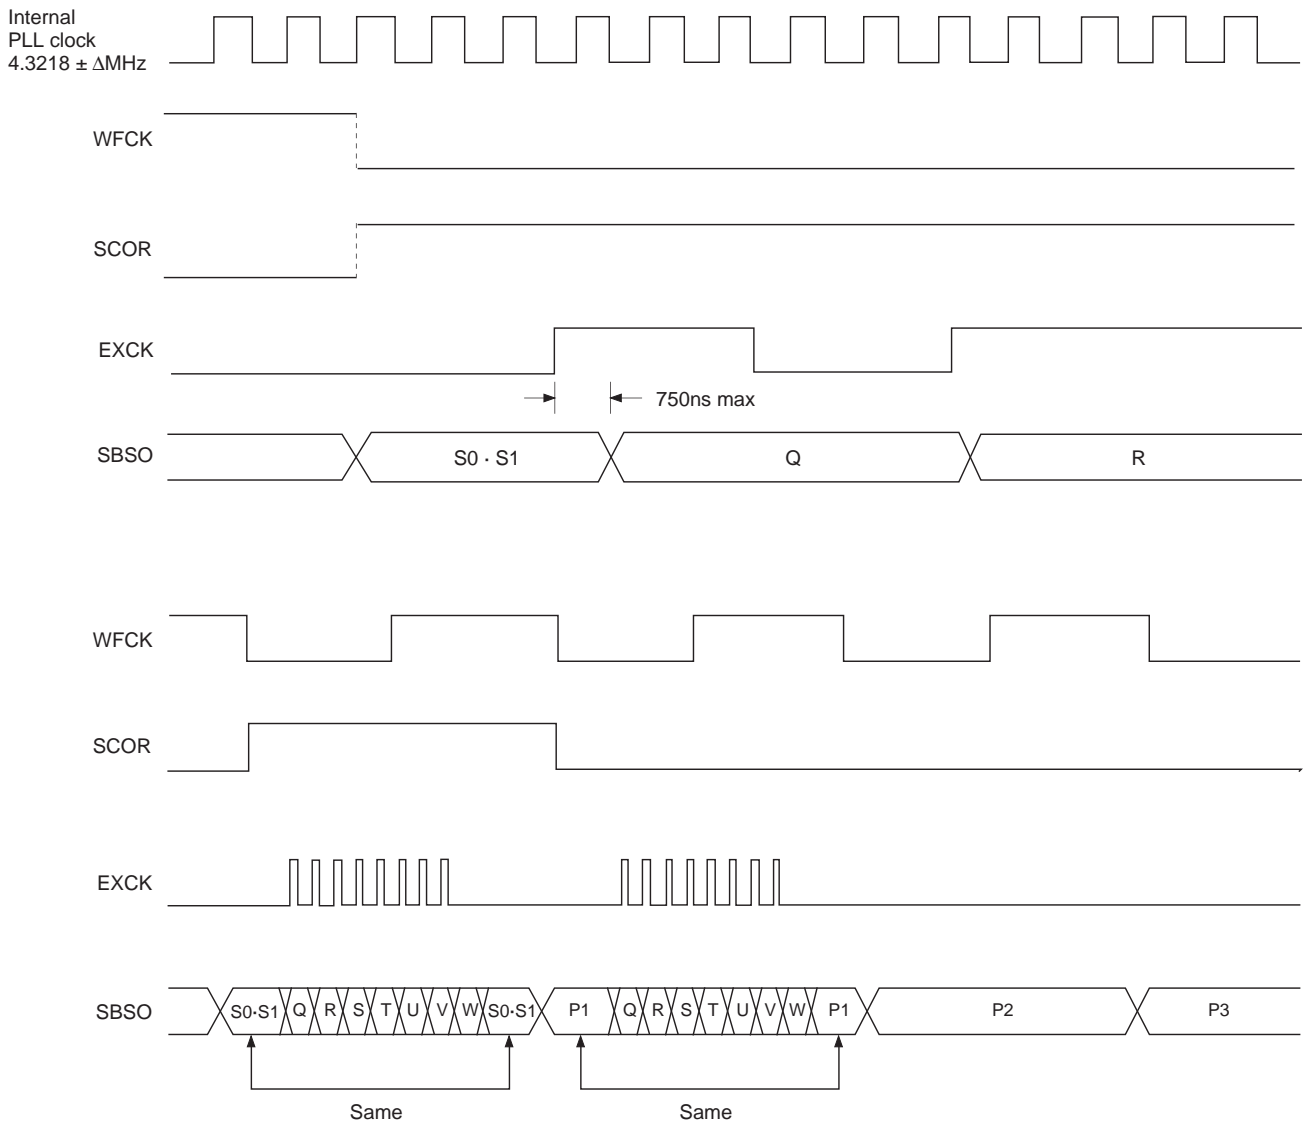 Internal
PLL clock
4.3218 ± ΔMHz
WFCK
SCOR
EXCK
750ns max
SBSO
S0 · S1
Q
R
WFCK
SCOR
EXCK
SBSO
S0·S1 Q R S T U V W S0·S1 P1 Q R S T U V W P1 P2 P3
Same
Same